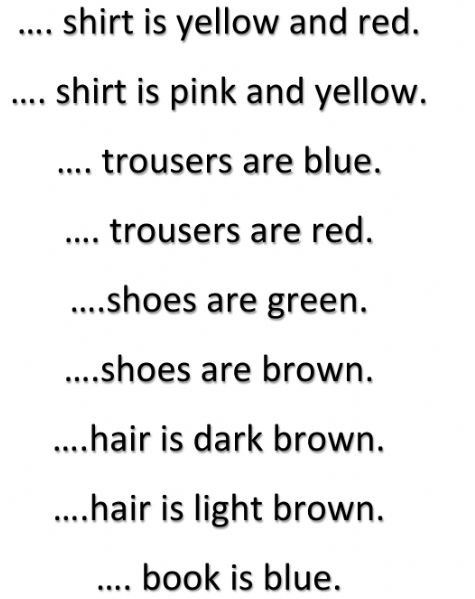 .... shirt is yellow and red.
.... shirt is pink and yellow.
.... trousers are blue.
.... trousers are red.
....shoes are green.
....shoes are brown.
....hair is dark brown.
....hair is light brown.
.... book is blue.